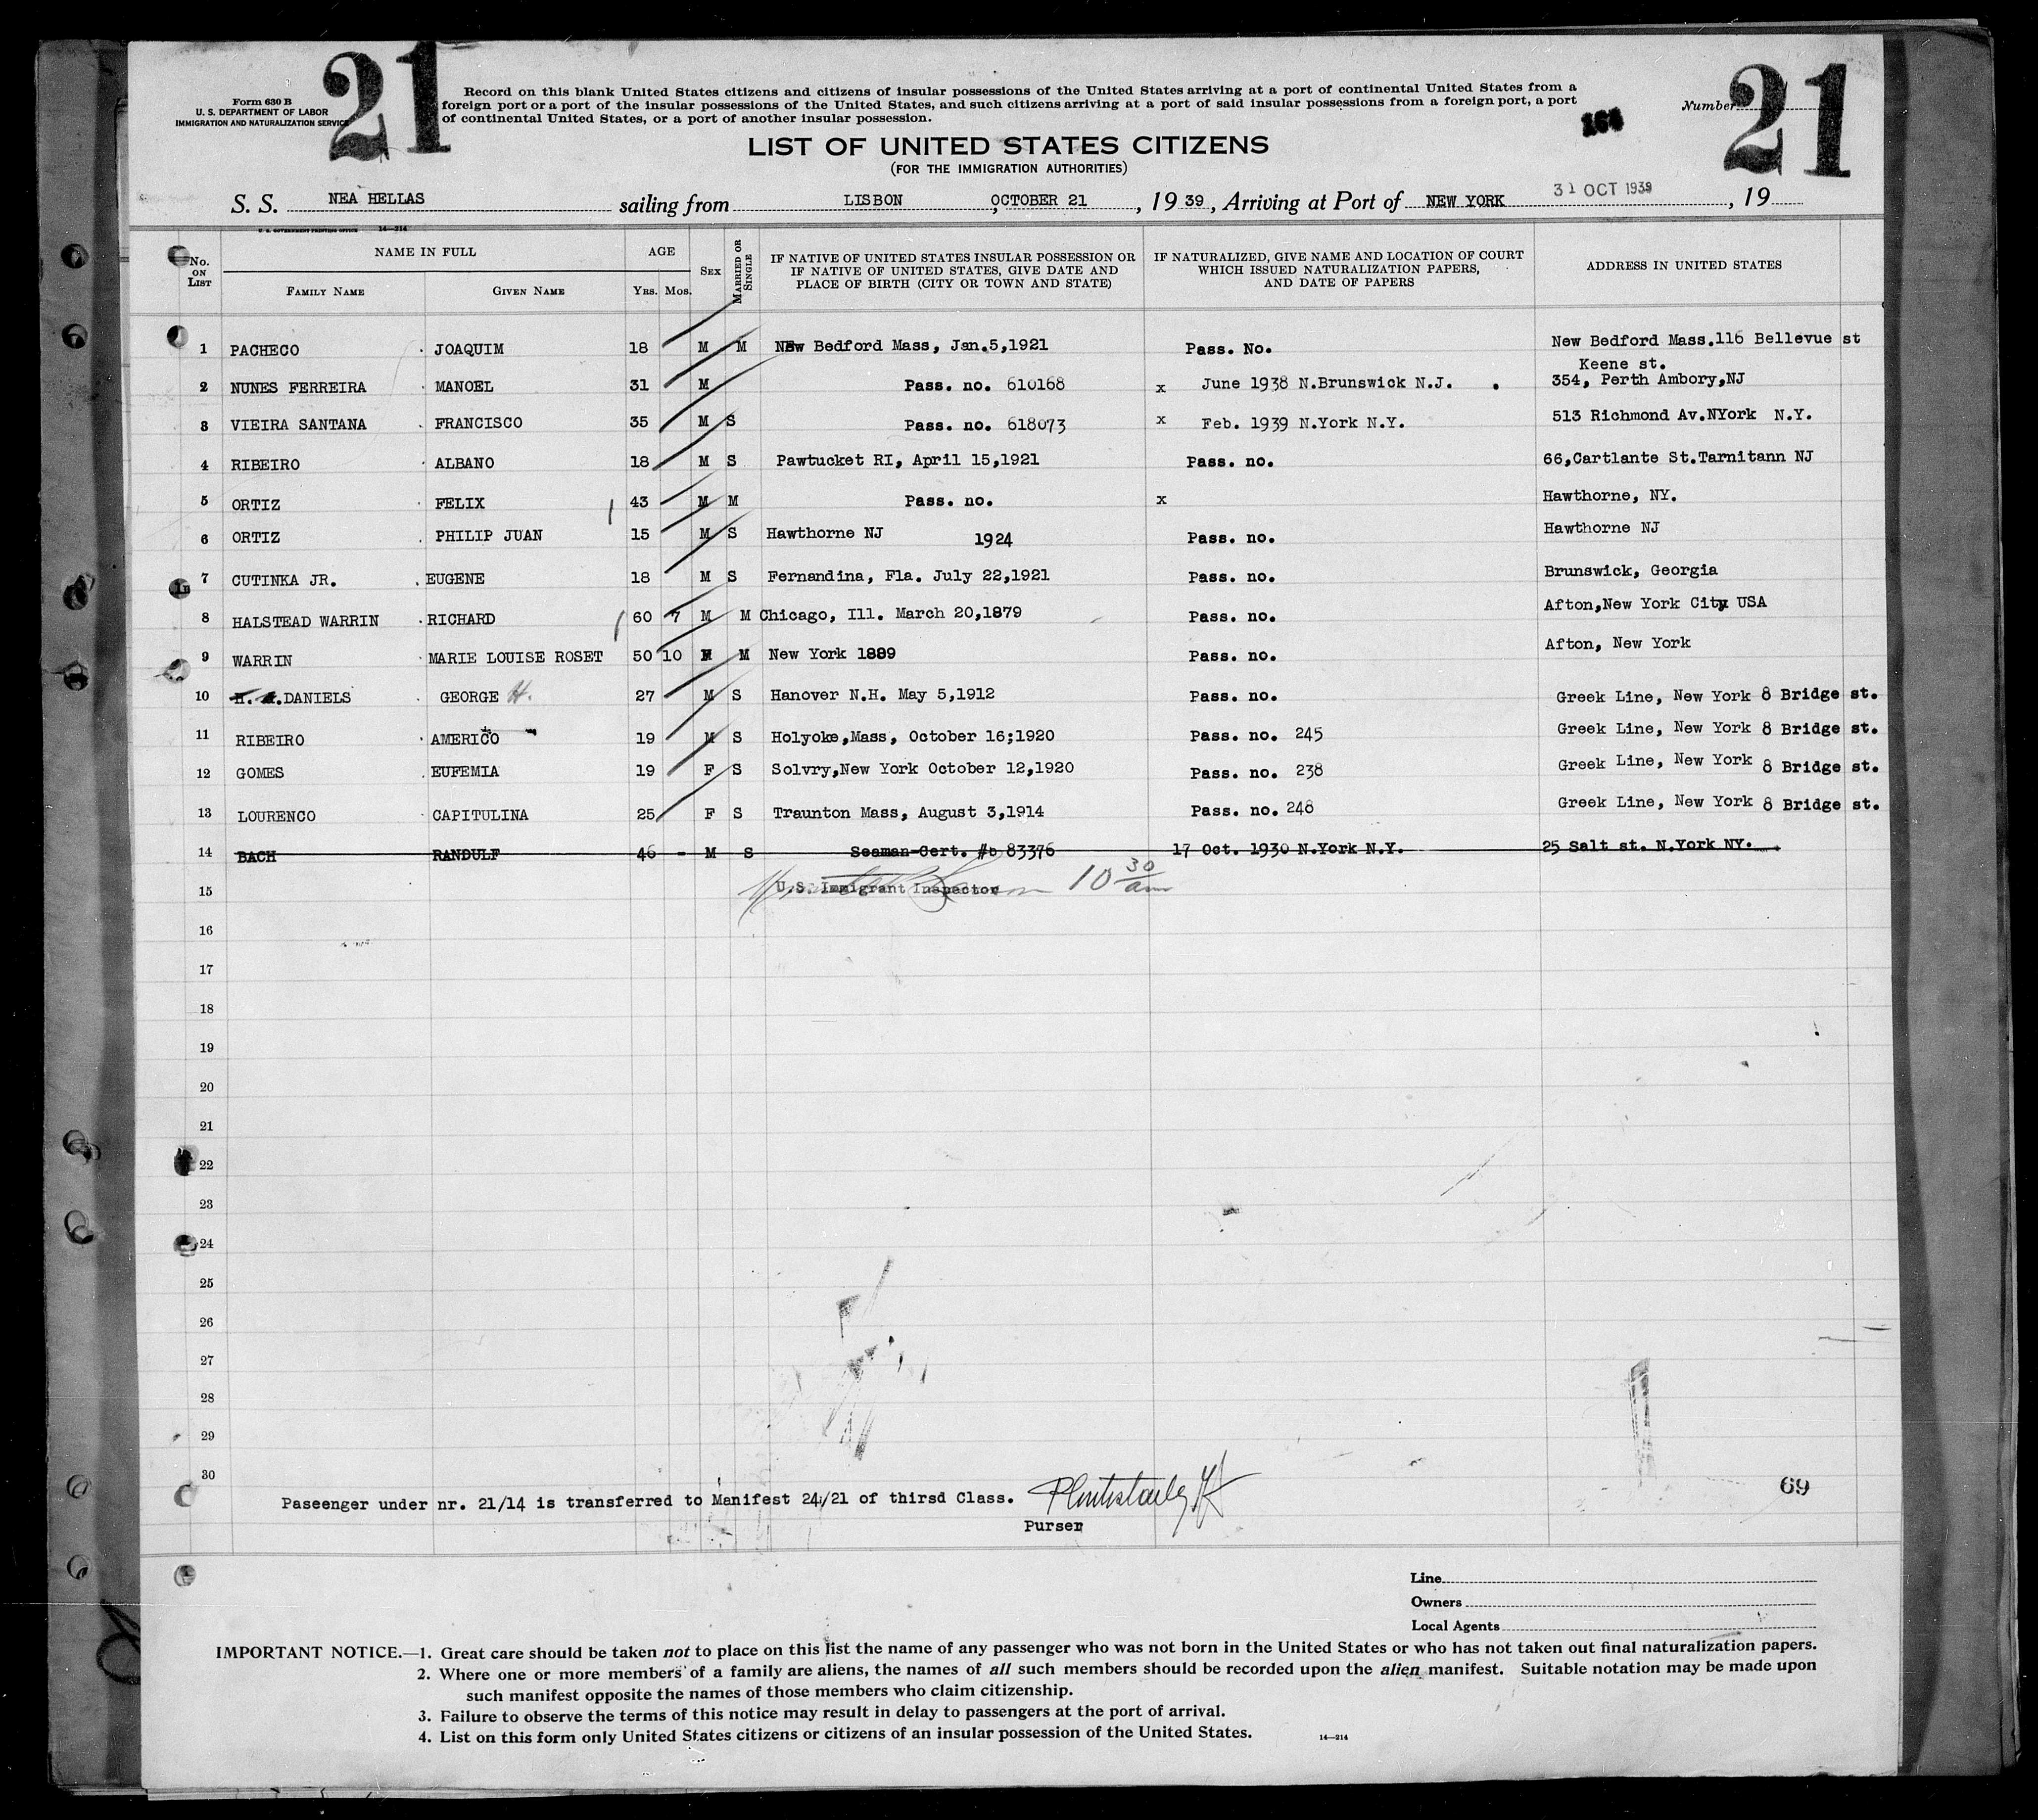 21
21
Form 630 B
U. S. DEPARTMENT OF LABOR
IMMIGRATION AND NATURALIZATION SERVICE
Record on this blank United States citizens and citizens of insular possessions of the United States arriving at a port of continental United States from a
foreign port or a port of the insular possessions of the United States, and such citizens arriving at a port of said insular possessions from a foreign port, a port
of continental United States, or a port of another insular possession.
Number
LIST OF UNITED STATES CITIZENS
(FOR THE IMMIGRATION AUTHORITIES)
S. S. NEA HELLAS sailing from LISBON , OCTOBER 21 , 19 39 , Arriving at Port of NEW YORK 31 OCT 1939 , 19
U. S. GOVERNMENT PRINTING OFFICE 14—214
No. ON LIST NAME IN FULL AGE SEX MARRIED OR SINGLE IF NATIVE OF UNITED STATES INSULAR POSSESSION OR IF NATIVE OF UNITED STATES, GIVE DATE AND PLACE OF BIRTH (CITY OR TOWN AND STATE) IF NATURALIZED, GIVE NAME AND LOCATION OF COURT WHICH ISSUED NATURALIZATION PAPERS, AND DATE OF PAPERS ADDRESS IN UNITED STATES
FAMILY NAME GIVEN NAME YRS. MOS.
1 PACHECO JOAQUIM 18 M M New Bedford Mass, Jan.5,1921 Pass. No. New Bedford Mass.116 Bellevue st
Keene st.
2 NUNES FERREIRA MANOEL 31 M Pass. no. 610168 x June 1938 N.Brunswick N.J. 354, Perth Ambory,NJ
3 VIEIRA SANTANA FRANCISCO 35 M S Pass. no. 618073 x Feb. 1939 N.York N.Y. 513 Richmond Av.NYork N.Y.
4 RIBEIRO ALBANO 18 M S Pawtucket RI, April 15,1921 Pass. no. 66,Cartlante St.Tarnitann NJ
5 ORTIZ FELIX 43 M M Pass. no. x Hawthorne, NY.
6 ORTIZ PHILIP JUAN 15 M S Hawthorne NJ 1924 Pass. no. Hawthorne NJ
7 CUTINKA JR. EUGENE 18 M S Fernandina, Fla. July 22,1921 Pass. no. Brunswick, Georgia
8 HALSTEAD WARRIN RICHARD 60 7 M M Chicago, Ill. March 20,1879 Pass. no. Afton,New York City USA
9 WARRIN MARIE LOUISE ROSET 50 10 M New York 1889 Pass. no. Afton, New York
10 DANIELS GEORGE H. 27 M S Hanover N.H. May 5,1912 Pass. no. Greek Line, New York 8 Bridge st.
11 RIBEIRO AMERICO 19 M S Holyoke,Mass, October 16;1920 Pass. no. 245 Greek Line, New York 8 Bridge st.
12 GOMES EUFEMIA 19 F S Solvry,New York October 12,1920 Pass. no. 238 Greek Line, New York 8 Bridge st.
13 LOURENCO CAPITULINA 25 F S Traunton Mass, August 3,1914 Pass. no. 248 Greek Line, New York 8 Bridge st.
14 BACH RANDULF 46 - M S Seaman-Cert. #b 83376 17 Oct. 1930 N.York N.Y. 25 Salt st. N.York NY.
15 U.S. Immigrant Inspector 10 30 am
16
17
18
19
20
21
22
23
24
25
26
27
28
29
30
69
Paseenger under nr. 21/14 is transferred to Manifest 24/21 of thirsd Class.
Purser
Line
Owners
Local Agents
IMPORTANT NOTICE.—1. Great care should be taken not to place on this list the name of any passenger who was not born in the United States or who has not taken out final naturalization papers.
2. Where one or more members of a family are aliens, the names of all such members should be recorded upon the alien manifest. Suitable notation may be made upon
such manifest opposite the names of those members who claim citizenship.
3. Failure to observe the terms of this notice may result in delay to passengers at the port of arrival.
4. List on this form only United States citizens or citizens of an insular possession of the United States.
14—214